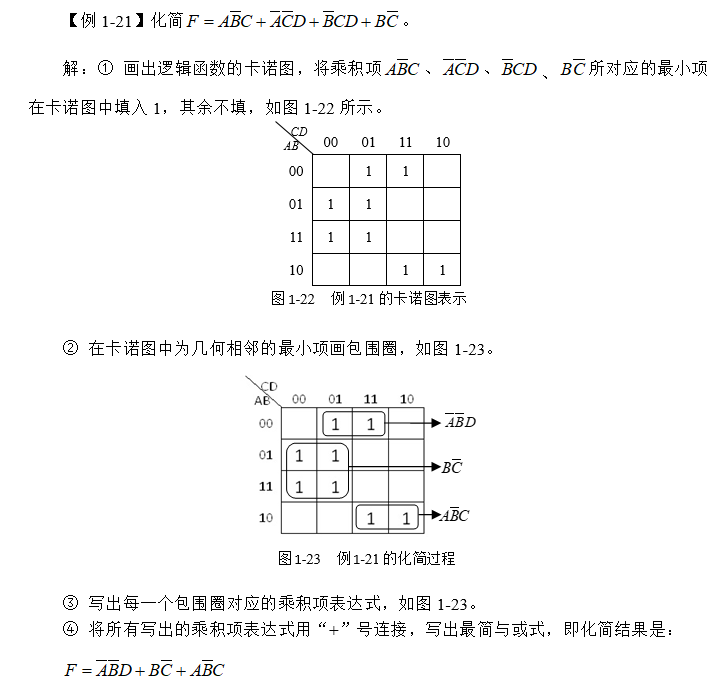 【例 1-21】化简 F = AB̅C + A̅C̅D + B̅CD + BC̅。
解：① 画出逻辑函数的卡诺图，将乘积项 AB̅C、A̅C̅D、B̅CD、BC̅ 所对应的最小项
在卡诺图中填入 1，其余不填，如图 1-22 所示。
CD
AB 00 01 11 10
00 1 1
01 1 1
11 1 1
10 1 1
图 1-22 例 1-21 的卡诺图表示
② 在卡诺图中为几何相邻的最小项画包围圈，如图 1-23。
CD
AB 00 01 11 10
00 1 1 A̅B̅D
01 1 1
BC̅
11 1 1
10 1 1 AB̅C
图 1-23 例 1-21 的化简过程
③ 写出每一个包围圈对应的乘积项表达式，如图 1-23。
④ 将所有写出的乘积项表达式用“+”号连接，写出最简与或式，即化简结果是：
F = A̅B̅D + BC̅ + AB̅C